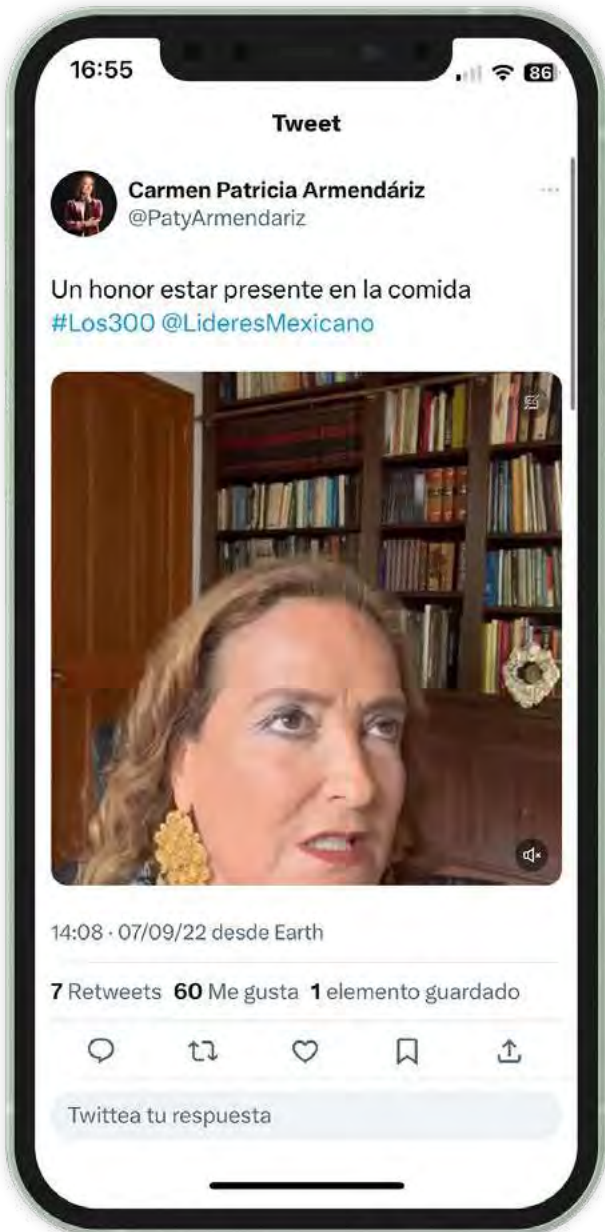 16:55
86
Tweet
Carmen Patricia Armendáriz
@PatyArmendariz
Un honor estar presente en la comida
#Los300 @LideresMexicano
14:08 · 07/09/22 desde Earth
7 Retweets 60 Me gusta 1 elemento guardado
Twittea tu respuesta